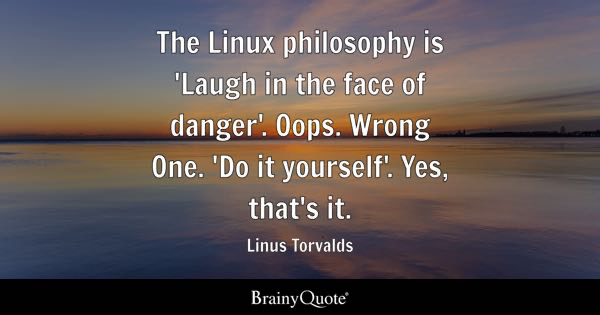 The Linux philosophy is
'Laugh in the face of
danger'. Oops. Wrong
One. 'Do it yourself'. Yes,
that's it.
Linus Torvalds
BrainyQuote®